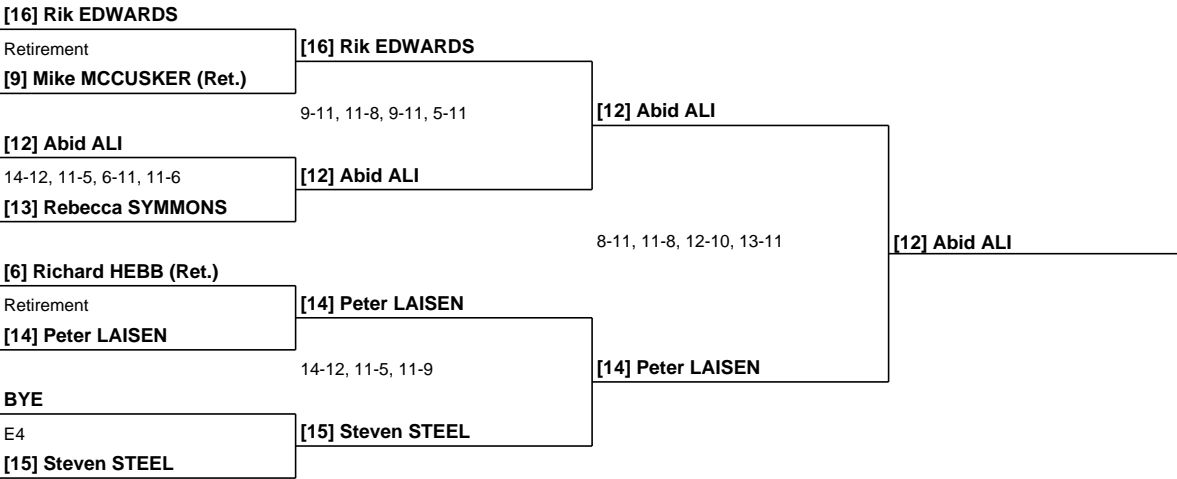 [16] Rik EDWARDS
Retirement
[9] Mike MCCUSKER (Ret.)
[12] Abid ALI
14-12, 11-5, 6-11, 11-6
[13] Rebecca SYMMONS
[6] Richard HEBB (Ret.)
Retirement
[14] Peter LAISEN
BYE
E4
[15] Steven STEEL
[16] Rik EDWARDS
9-11, 11-8, 9-11, 5-11
[12] Abid ALI
[14] Peter LAISEN
14-12, 11-5, 11-9
[15] Steven STEEL
[12] Abid ALI
8-11, 11-8, 12-10, 13-11
[14] Peter LAISEN
[12] Abid ALI